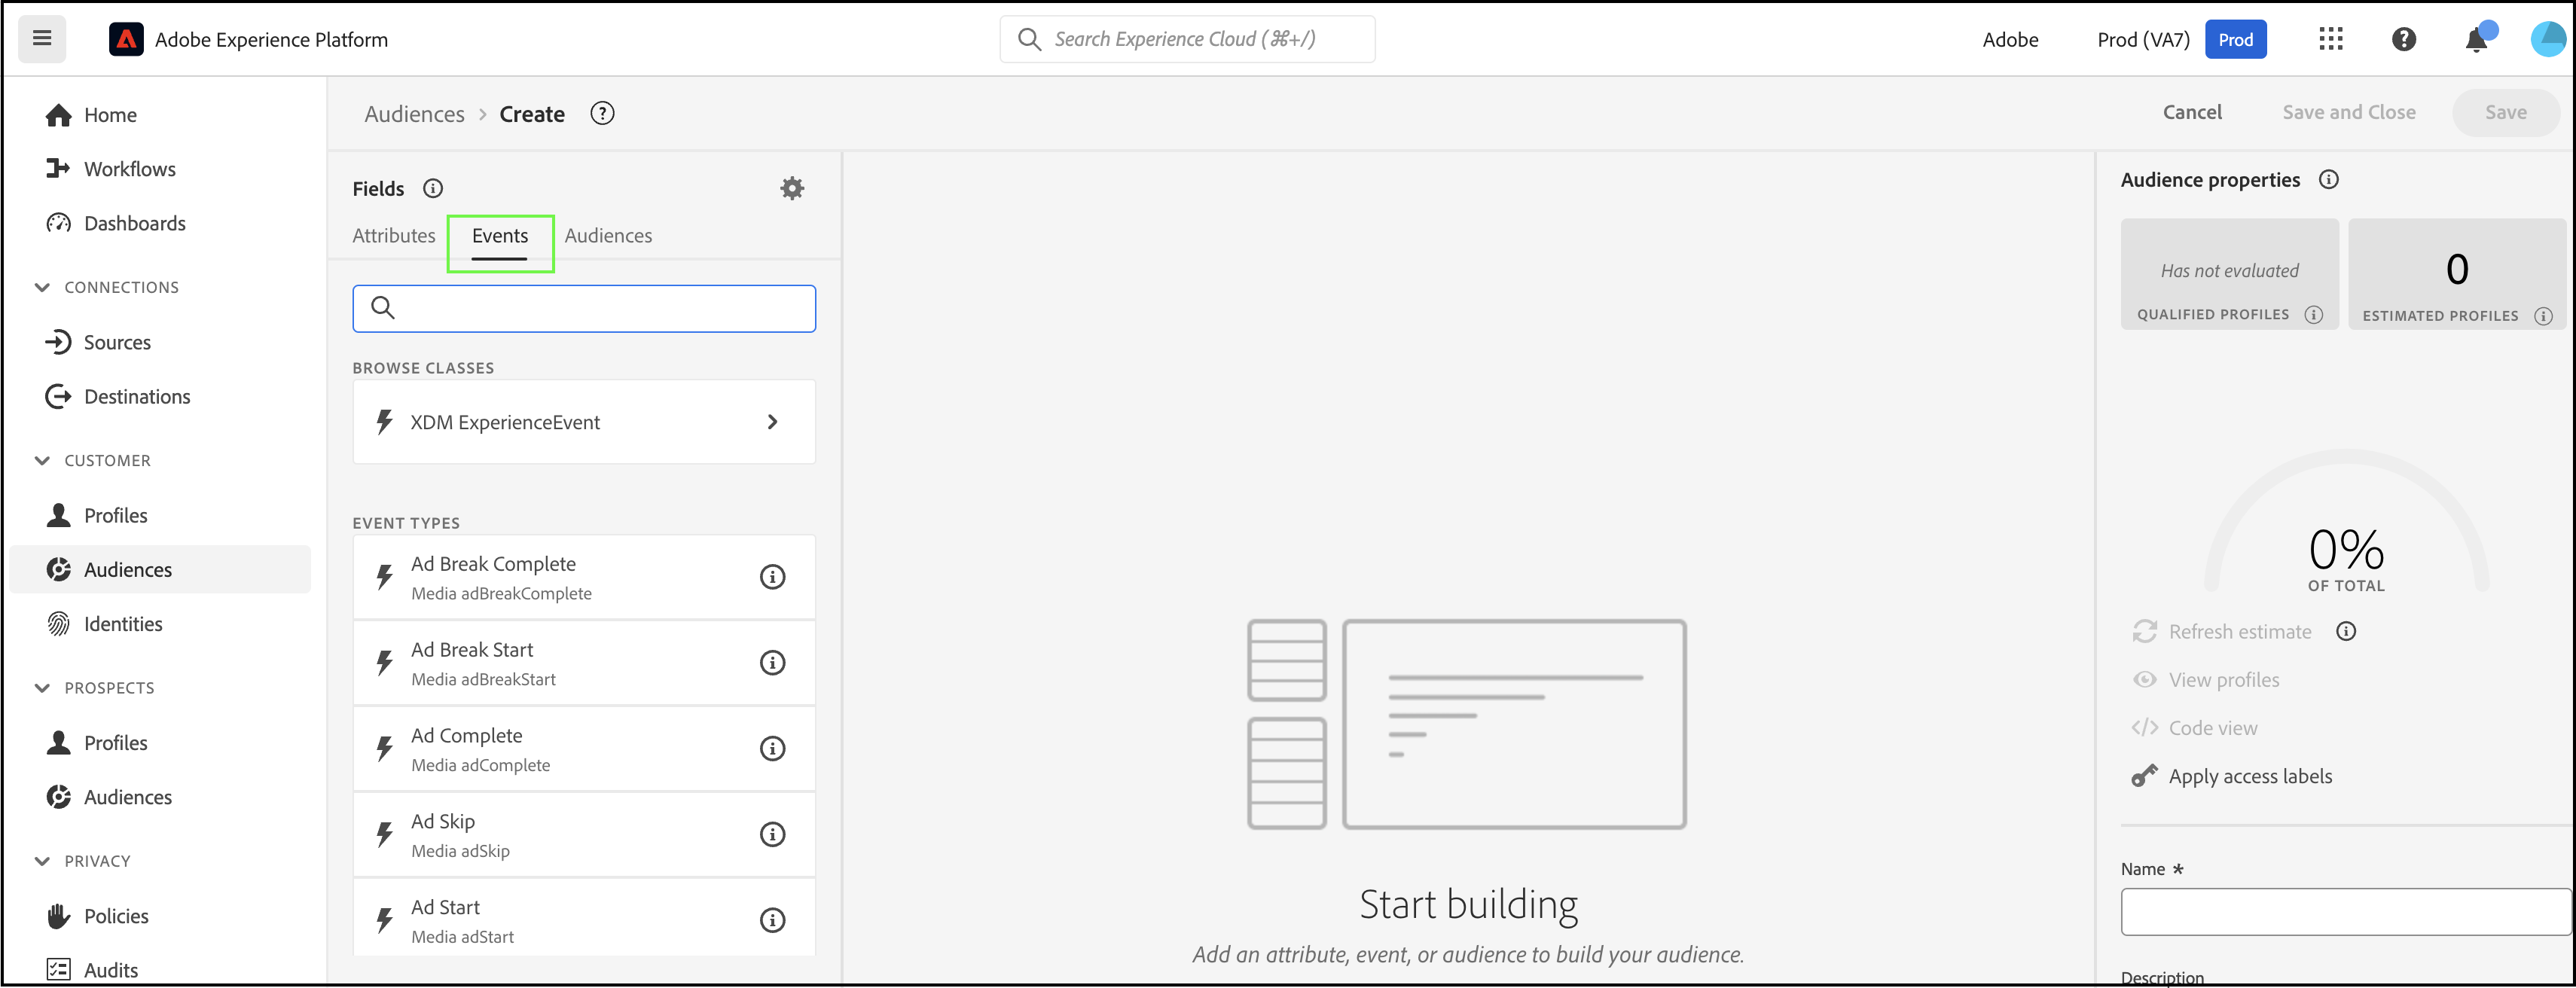 Adobe Experience Platform
Search Experience Cloud (⌘+/)
Adobe
Prod (VA7)
Prod
Home
Workflows
Dashboards
CONNECTIONS
Sources
Destinations
CUSTOMER
Profiles
Audiences
Identities
PROSPECTS
Profiles
Audiences
PRIVACY
Policies
Audits
Audiences > Create
Cancel
Save and Close
Save
Fields
Attributes
Events
Audiences
BROWSE CLASSES
XDM ExperienceEvent
EVENT TYPES
Ad Break Complete
Media adBreakComplete
Ad Break Start
Media adBreakStart
Ad Complete
Media adComplete
Ad Skip
Media adSkip
Ad Start
Media adStart
Start building
Add an attribute, event, or audience to build your audience.
Audience properties
Has not evaluated
QUALIFIED PROFILES
0
ESTIMATED PROFILES
0%
OF TOTAL
Refresh estimate
View profiles
</> Code view
Apply access labels
Name *
Description